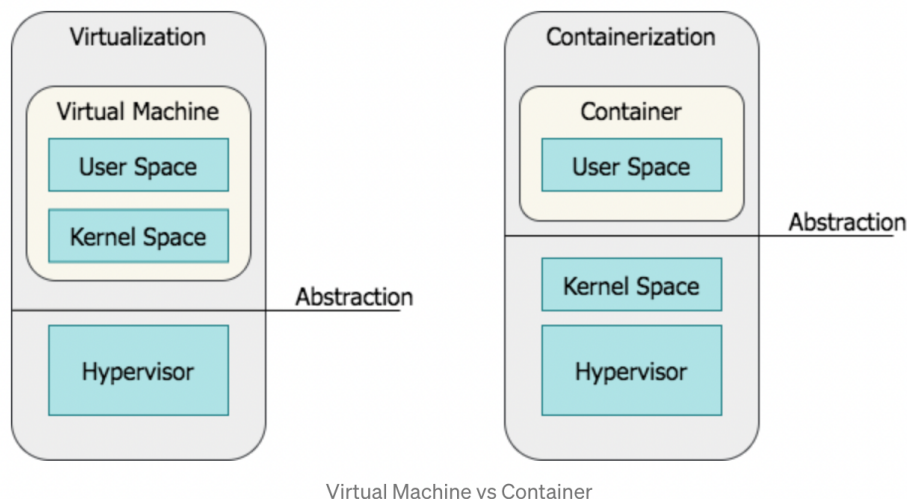 Virtualization
Virtual Machine
User Space
Kernel Space
Abstraction
Hypervisor
Containerization
Container
User Space
Abstraction
Kernel Space
Hypervisor
Virtual Machine vs Container